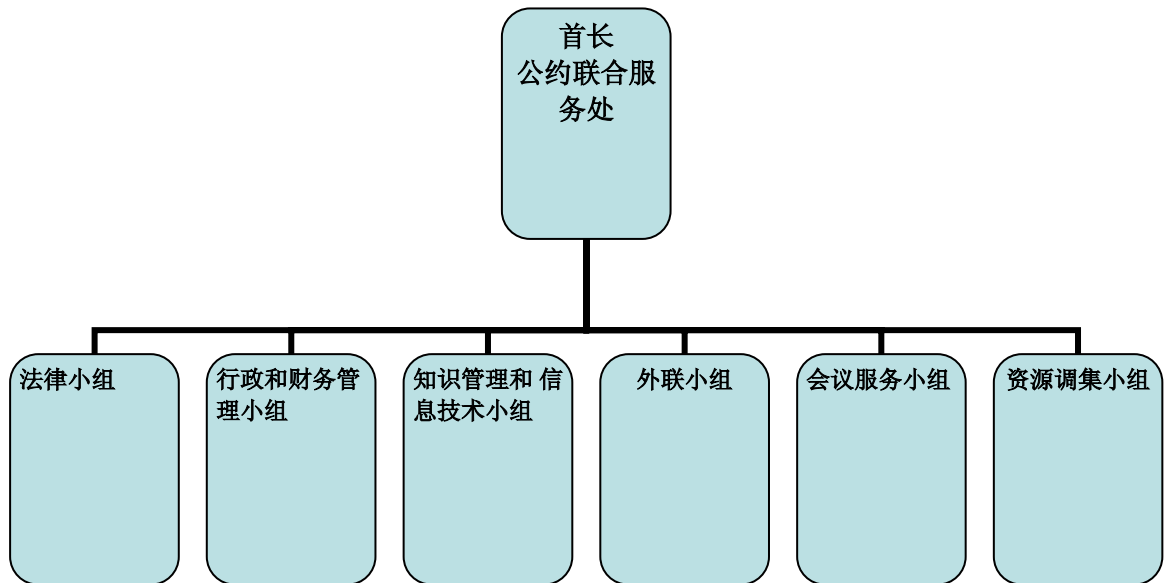 首长
公约联合服
务处
法律小组
行政和财务管
理小组
知识管理和 信
息技术小组
外联小组
会议服务小组
资源调集小组